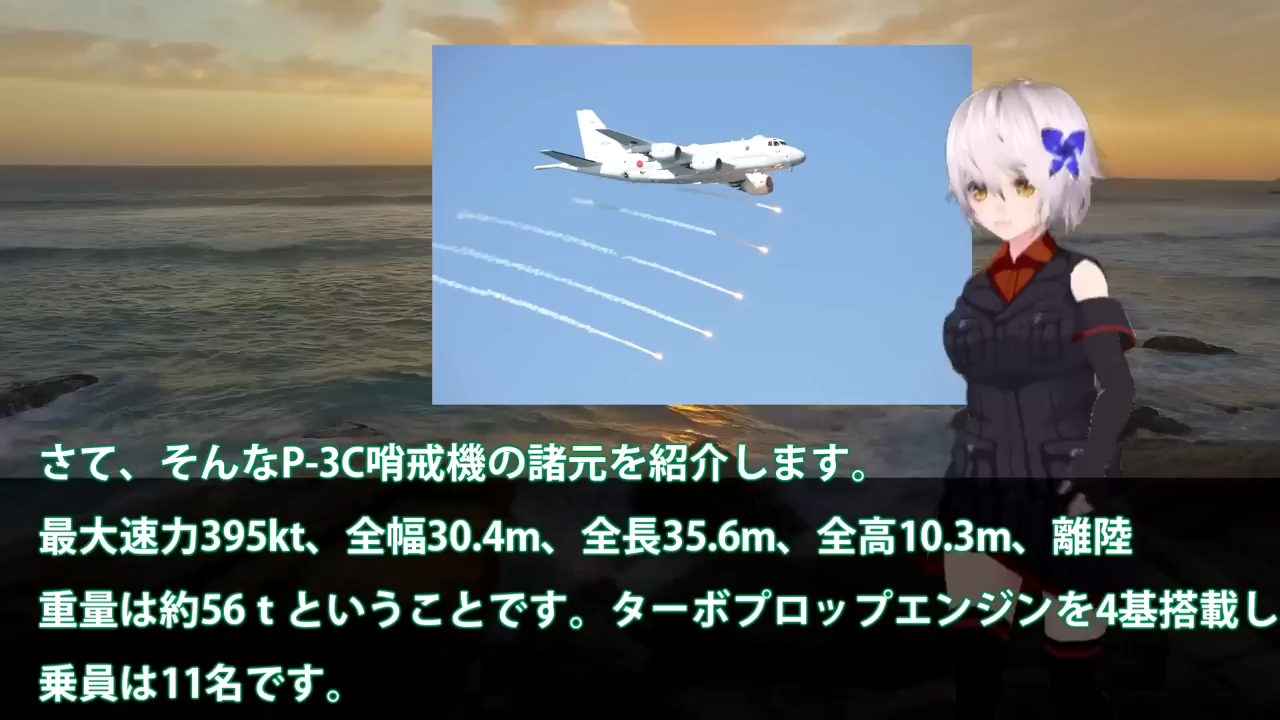 さて、そんなP-3C哨戒機の諸元を紹介します。
最大速力395kt、全幅30.4m、全長35.6m、全高10.3m、離陸
重量は約56ｔということです。ターボプロップエンジンを4基搭載し
乗員は11名です。